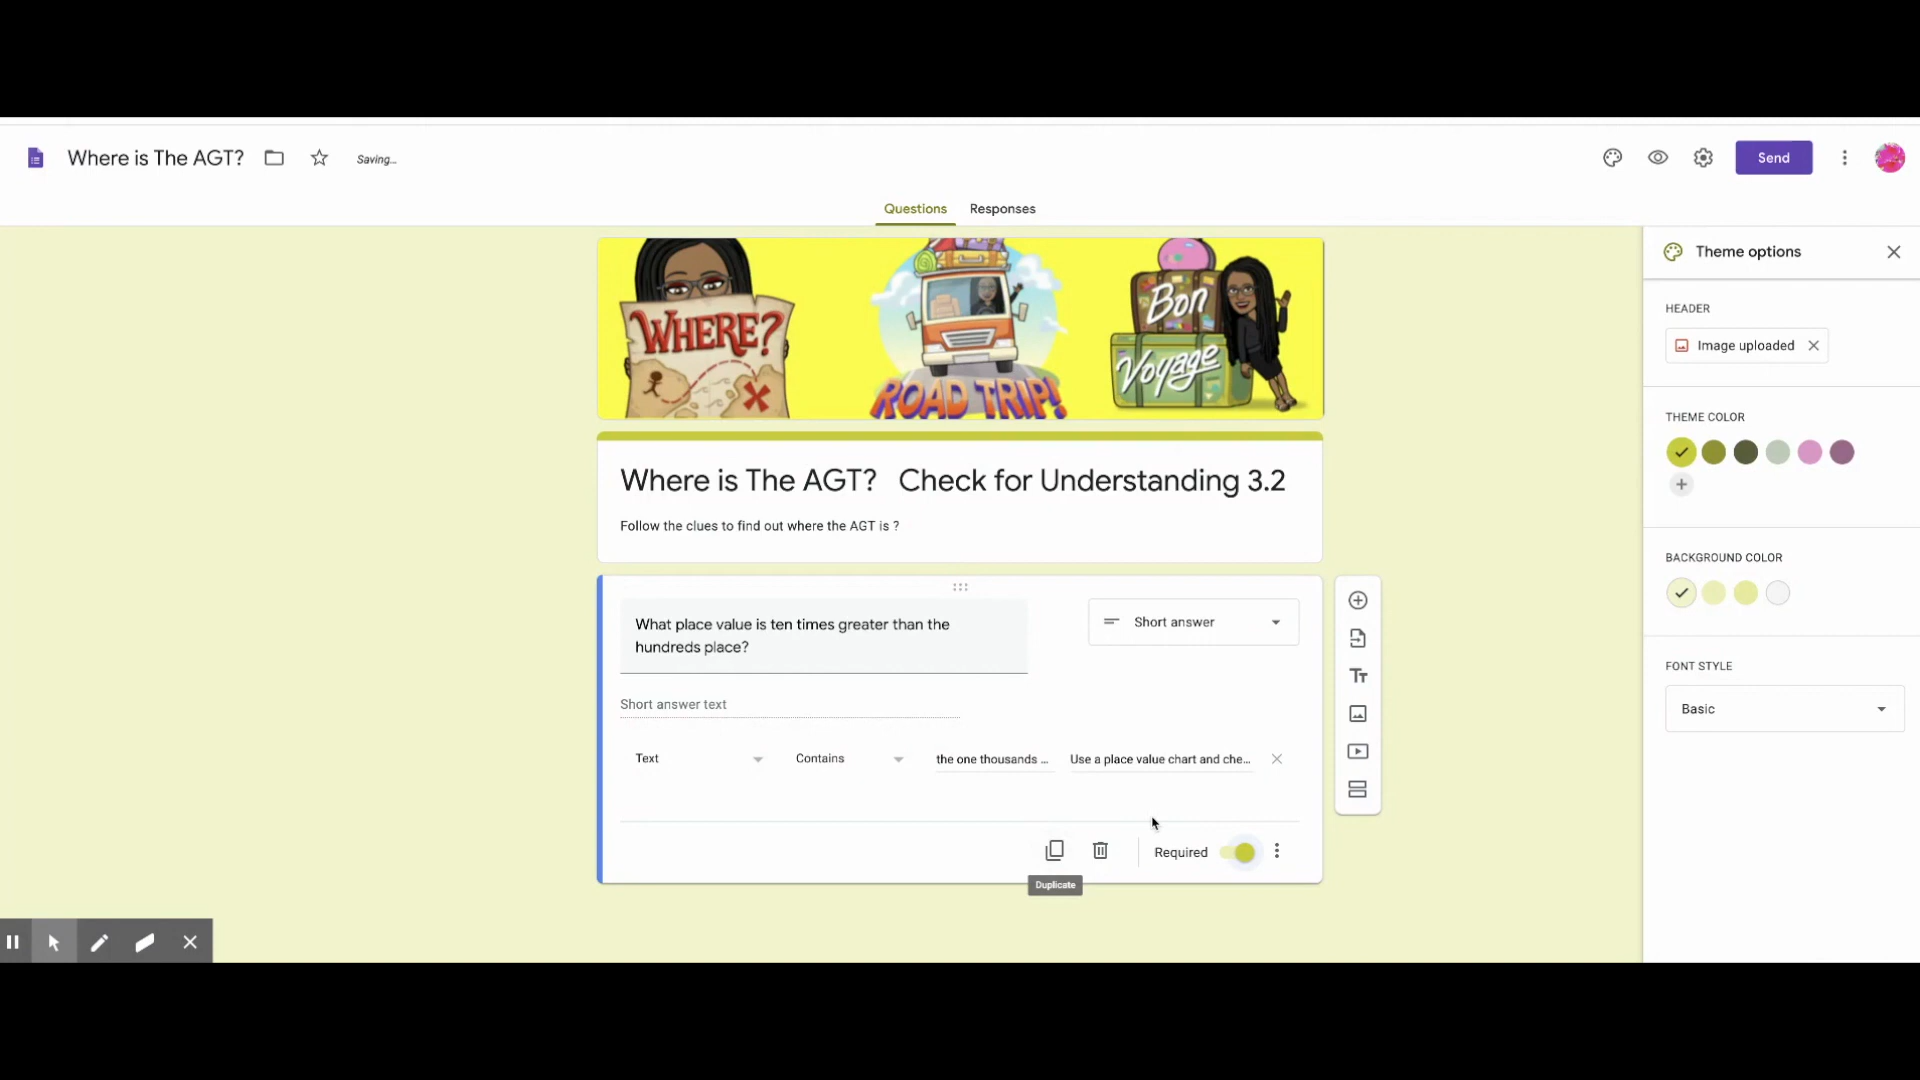 Where is The AGT?
Saving...
Send
Questions
Responses
WHERE?
ROAD TRIP!
Bon
Voyage
Where is The AGT? Check for Understanding 3.2
Follow the clues to find out where the AGT is ?
What place value is ten times greater than the
hundreds place?
Short answer
Short answer text
Text
Contains
the one thousands ...
Use a place value chart and che...
Required
Duplicate
Tt
Theme options
HEADER
Image uploaded
THEME COLOR
BACKGROUND COLOR
FONT STYLE
Basic